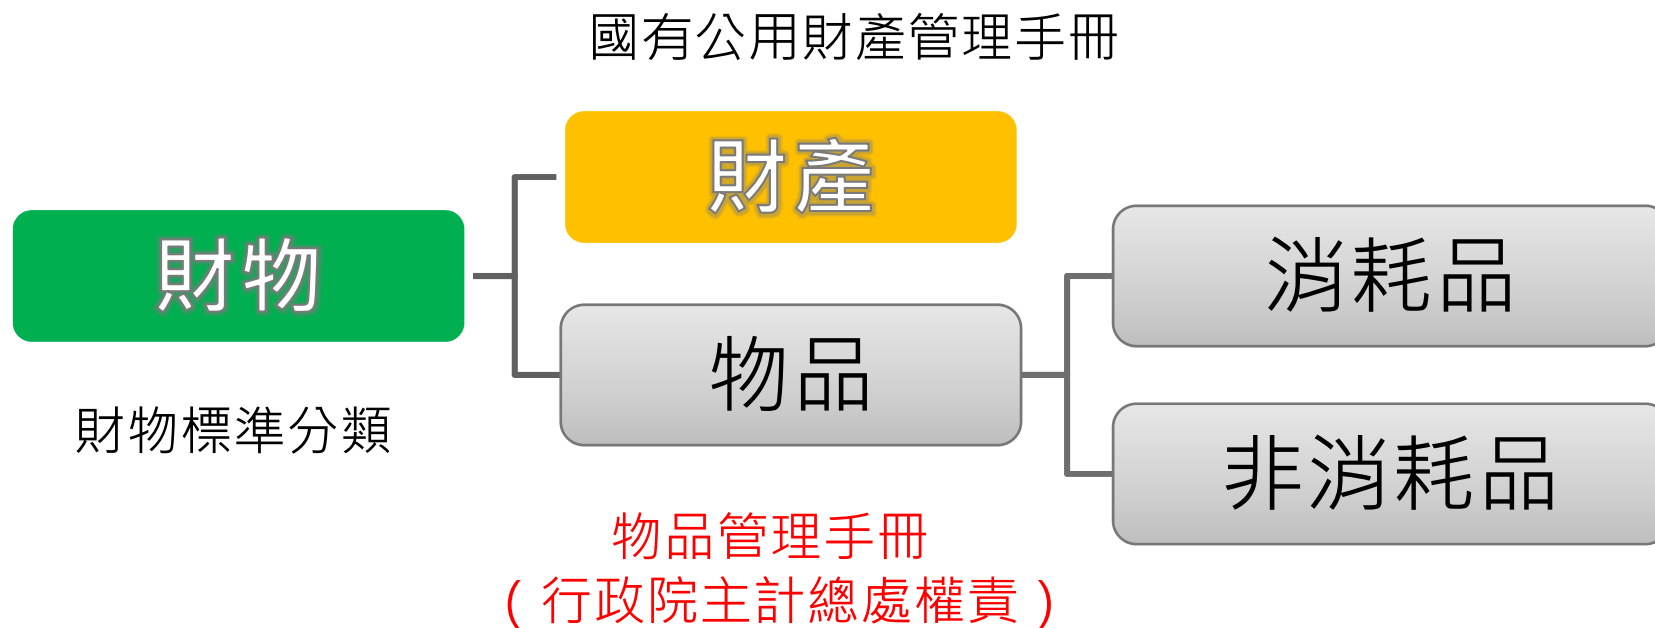 國有公用財產管理手冊
財產
財物
消耗品
物品
財物標準分類
非消耗品
物品管理手冊
( 行政院主計總處權責 )